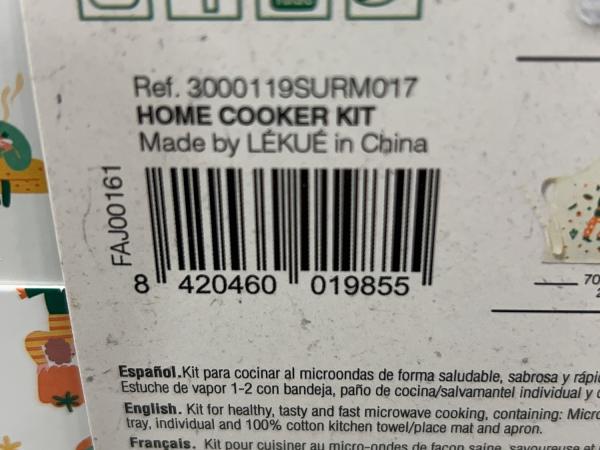 Ref. 3000119SURM017
HOME COOKER KIT
Made by LÉKUÉ in China
FAJ00161
8 420460 019855
70
Español. Kit para cocinar al microondas de forma saludable, sabrosa y
Estuche de vapor 1-2 con bandeja, paño de cocina/salvamantel individual y
English. Kit for healthy, tasty and fast microwave cooking, containing:
tray, individual and 100% cotton kitchen towel/place mat and apron.
Français. Kit pour cuisiner au micro-ondes de façon saine, savoureuse et